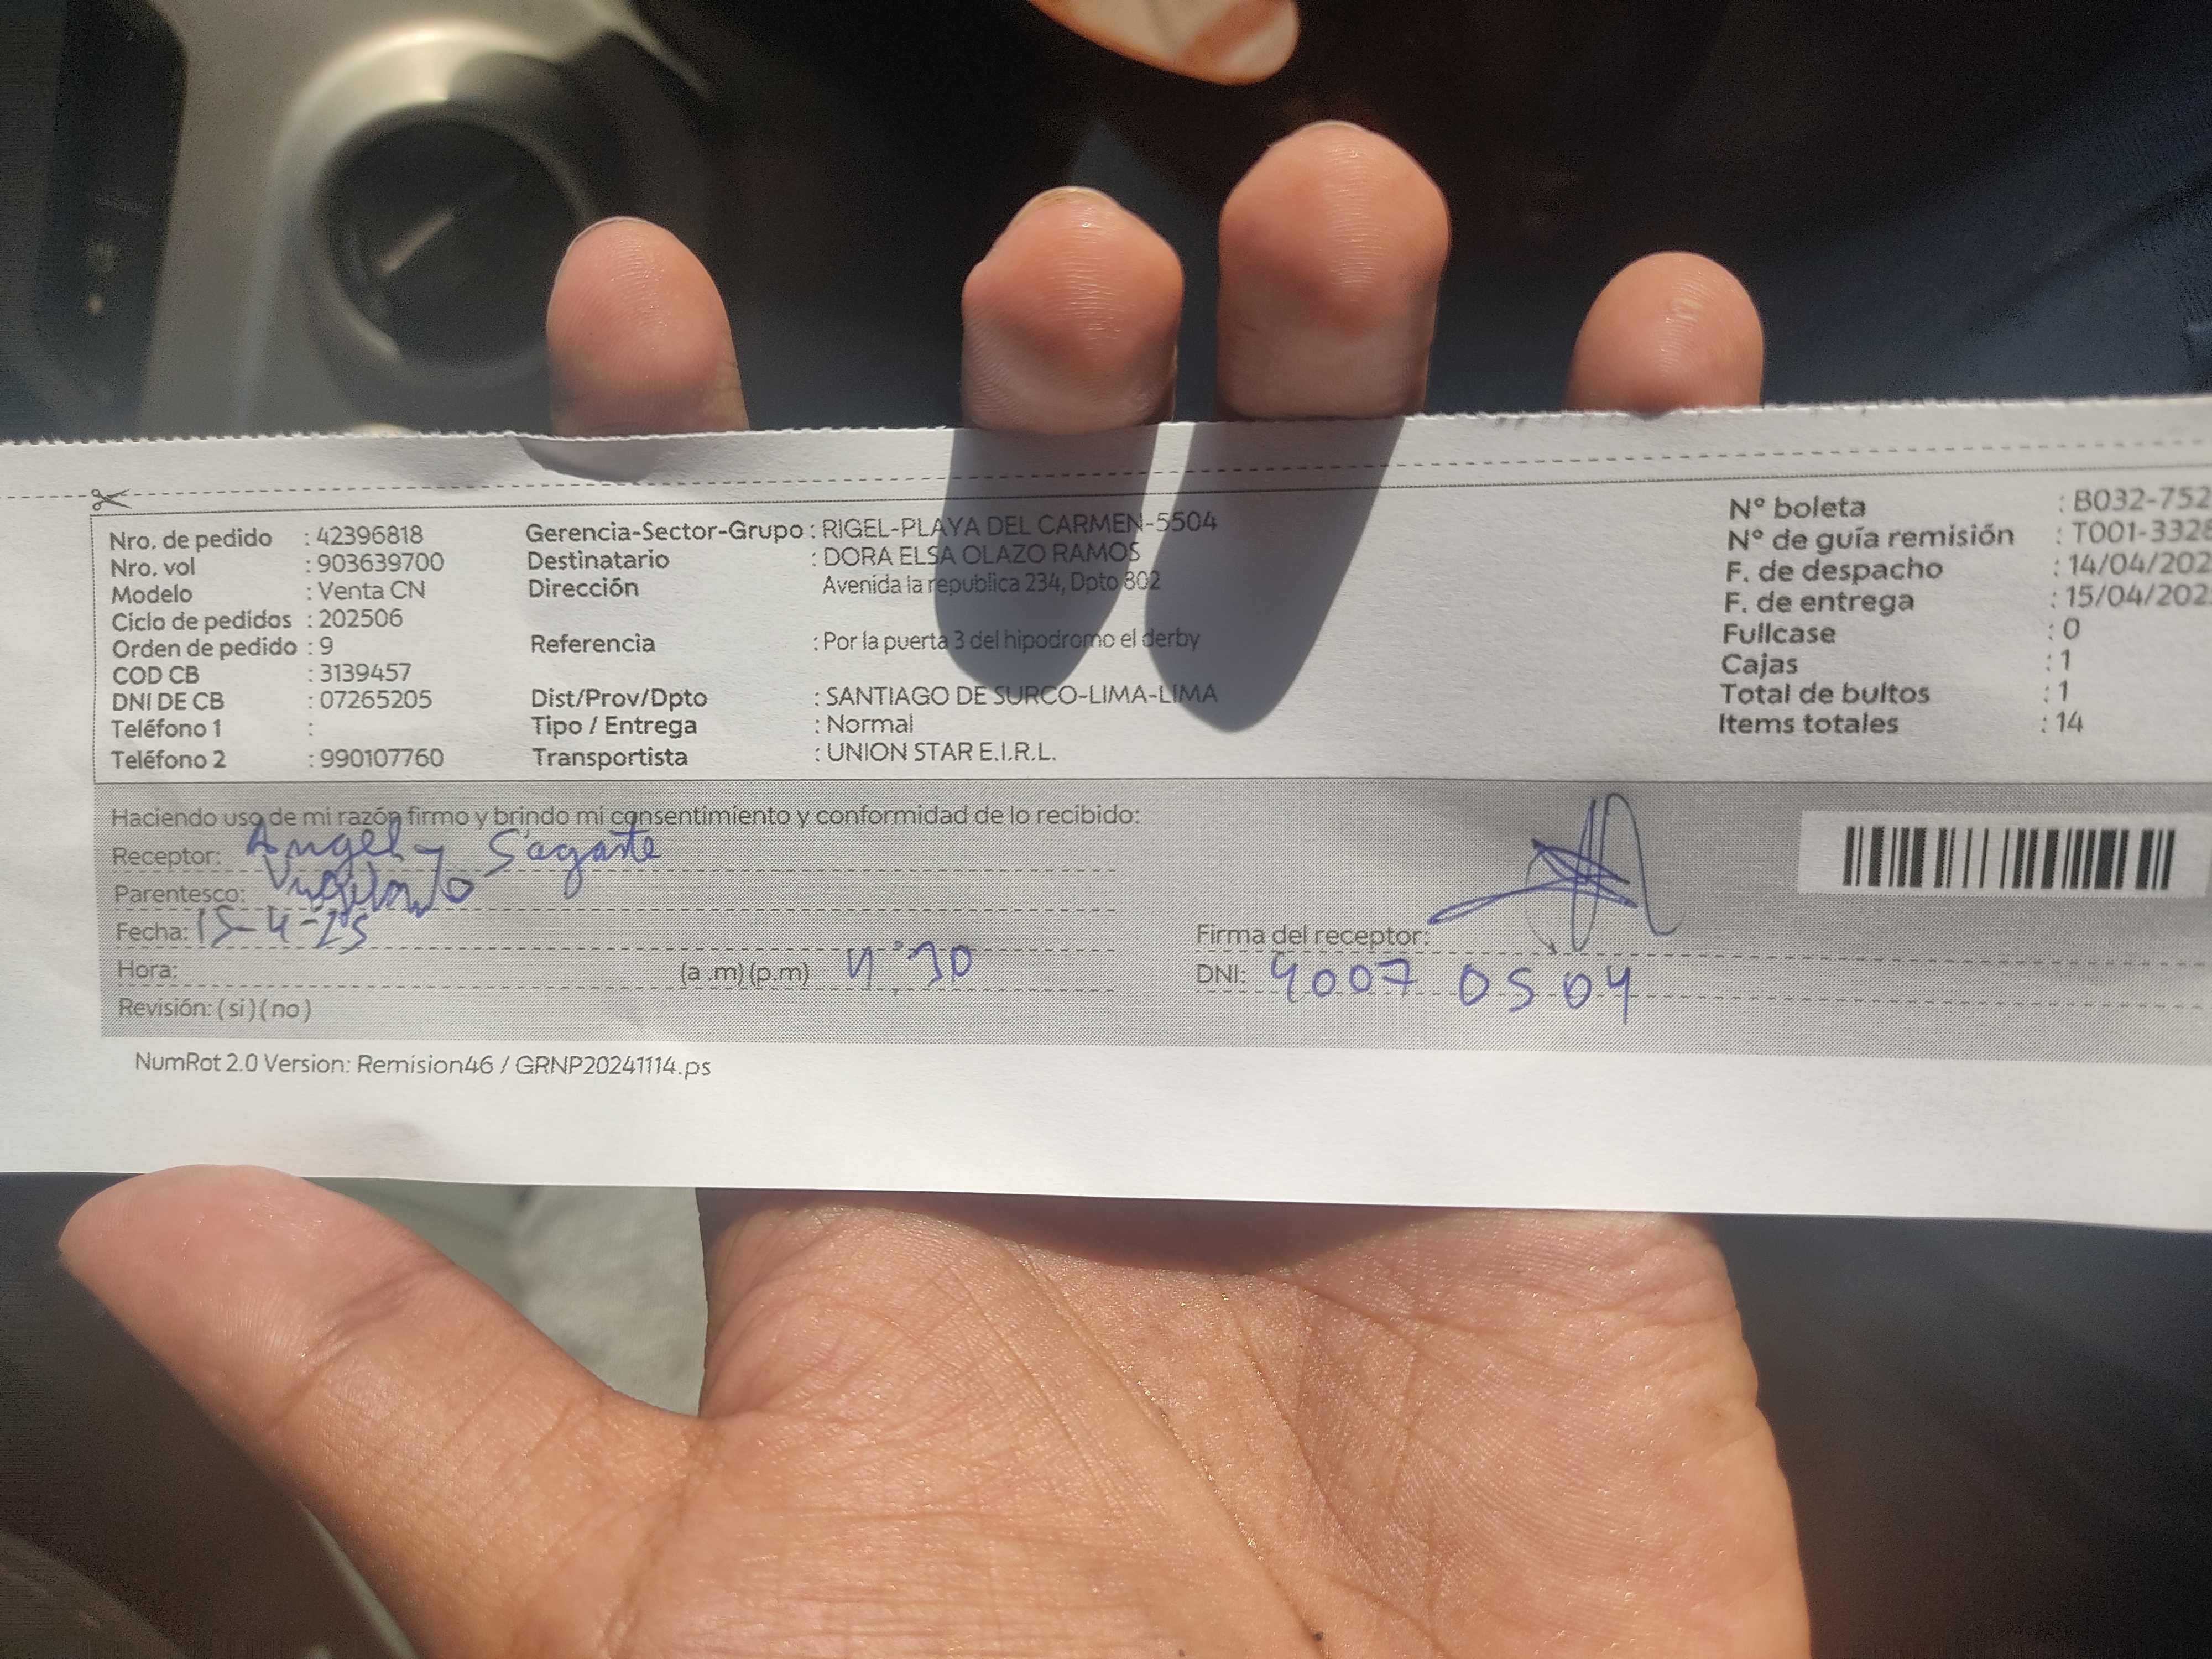 Nro. de pedido : 42396818
Nro. vol : 903639700
Modelo : Venta CN
Ciclo de pedidos : 202506
Orden de pedido : 9
COD CB : 3139457
DNI DE CB : 07265205
Teléfono 1 :
Teléfono 2 : 990107760
Gerencia-Sector-Grupo : RIGEL-PLAYA DEL CARMEN-5504
Destinatario : DORA ELSA OLAZO RAMOS
Dirección Avenida la republica 234, Dpto 802
Referencia : Por la puerta 3 del hipodromo el derby
Dist/Prov/Dpto : SANTIAGO DE SURCO-LIMA-LIMA
Tipo / Entrega : Normal
Transportista : UNION STAR E.I.R.L.
Nº boleta : B032-752
Nº de guía remisión : T001-3328
F. de despacho : 14/04/202
F. de entrega : 15/04/202
Fullcase : 0
Cajas : 1
Total de bultos : 1
Items totales : 14
Haciendo uso de mi razón firmo y brindo mi consentimiento y conformidad de lo recibido:
Receptor: Angel
Parentesco:
Fecha: 15-4-25
Hora: (a .m) (p.m)
Revisión: ( si ) ( no )
Firma del receptor:
DNI: 4007 0504
NumRot 2.0 Version: Remision46 / GRNP20241114.ps